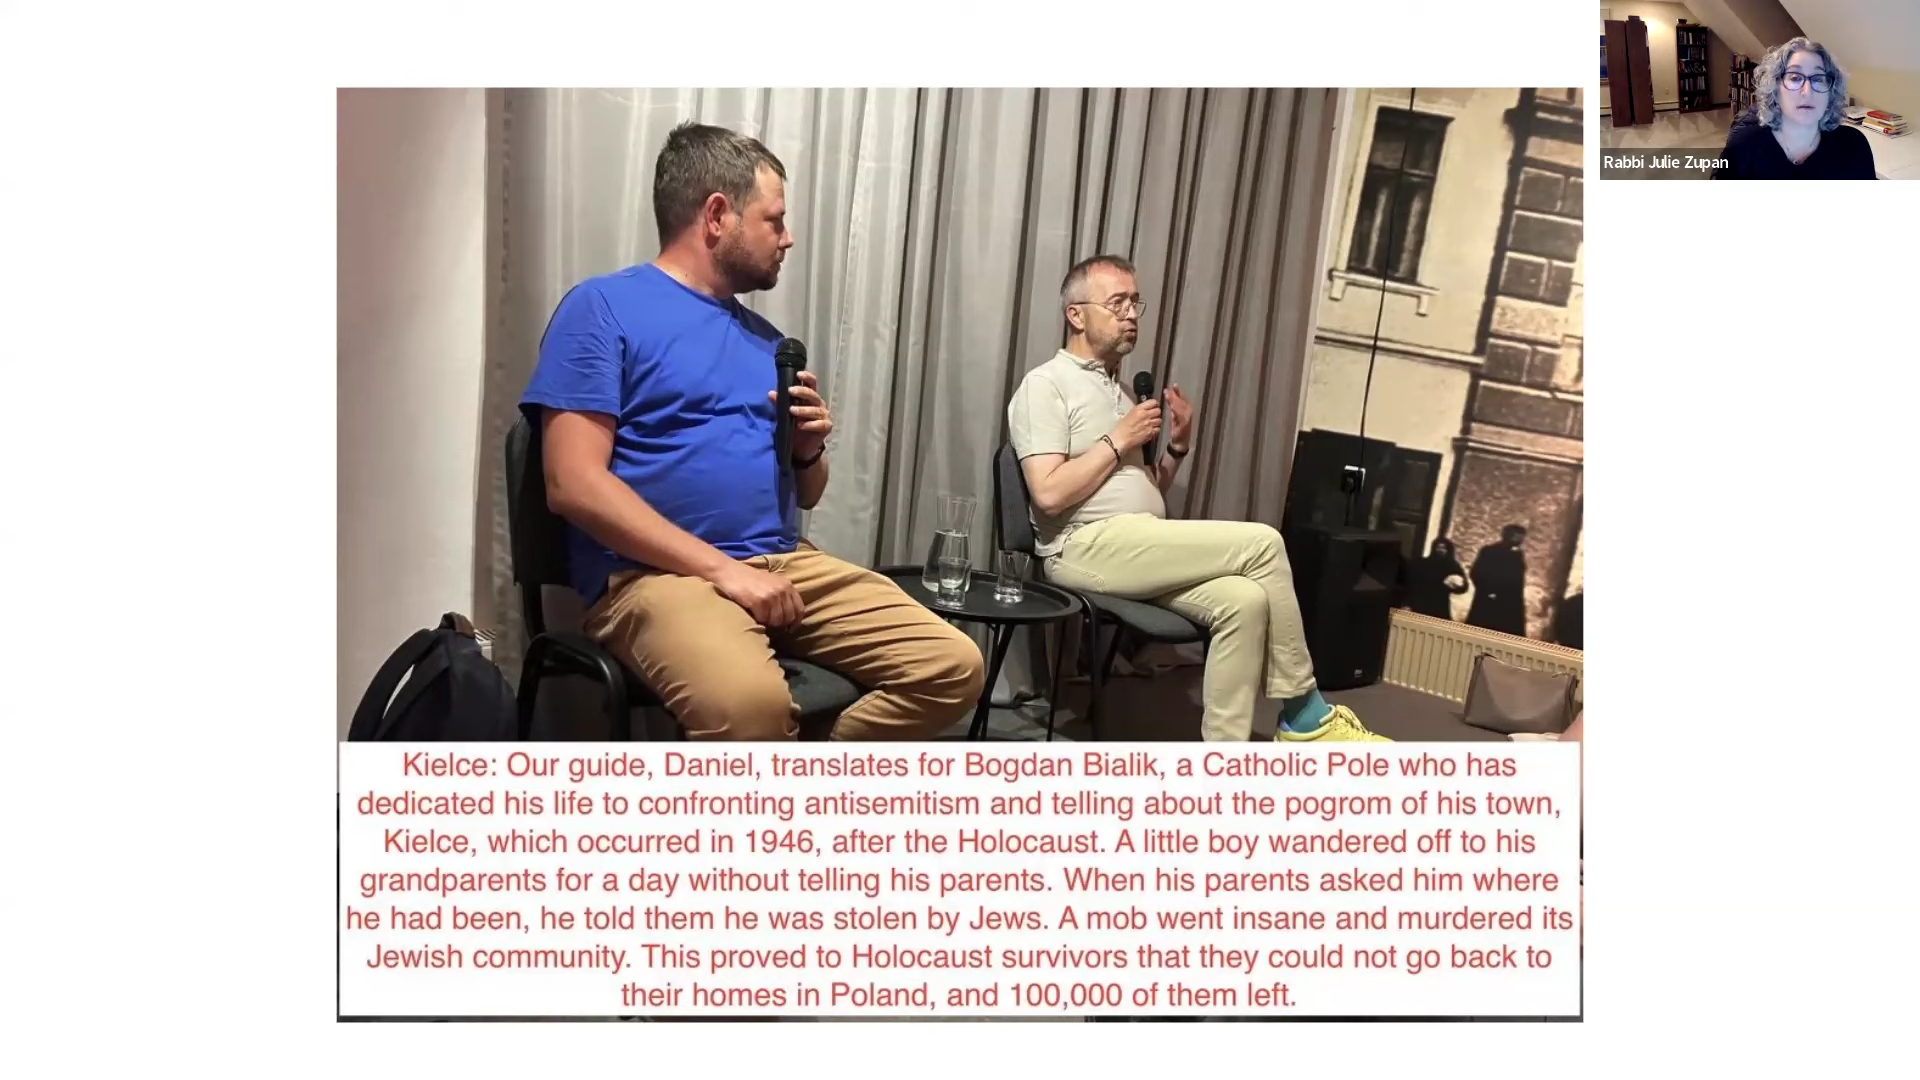 Rabbi Julie Zupan
Kielce: Our guide, Daniel, translates for Bogdan Bialik, a Catholic Pole who has
dedicated his life to confronting antisemitism and telling about the pogrom of his town,
Kielce, which occurred in 1946, after the Holocaust. A little boy wandered off to his
grandparents for a day without telling his parents. When his parents asked him where
he had been, he told them he was stolen by Jews. A mob went insane and murdered its
Jewish community. This proved to Holocaust survivors that they could not go back to
their homes in Poland, and 100,000 of them left.